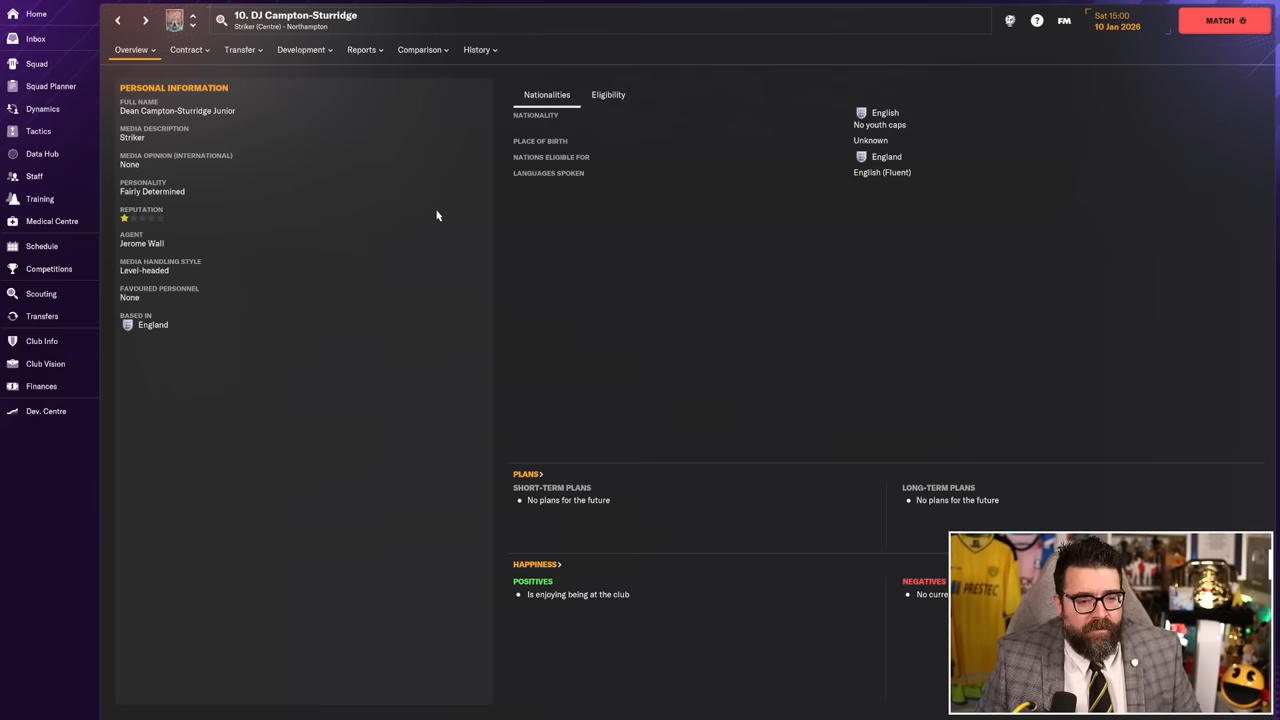 10. DJ Campton-Sturridge
Striker (Centre) - Northampton
FM
Sat 15:00
10 Jan 2026
MATCH
Home
Inbox
Squad
Squad Planner
Dynamics
Tactics
Data Hub
Staff
Training
Medical Centre
Schedule
Competitions
Scouting
Transfers
Club Info
Club Vision
Finances
Dev. Centre
Overview
Contract
Transfer
Development
Reports
Comparison
History
PERSONAL INFORMATION
FULL NAME
Dean Campton-Sturridge Junior
MEDIA DESCRIPTION
Striker
MEDIA OPINION (INTERNATIONAL)
None
PERSONALITY
Fairly Determined
REPUTATION
AGENT
Jerome Wall
MEDIA HANDLING STYLE
Level-headed
FAVOURED PERSONNEL
None
BASED IN
England
Nationalities
Eligibility
NATIONALITY
English
No youth caps
PLACE OF BIRTH
Unknown
NATIONS ELIGIBLE FOR
England
LANGUAGES SPOKEN
English (Fluent)
PLANS
SHORT-TERM PLANS
No plans for the future
LONG-TERM PLANS
No plans for the future
HAPPINESS
POSITIVES
Is enjoying being at the club
NEGATIVES
No curre
PRESTEC